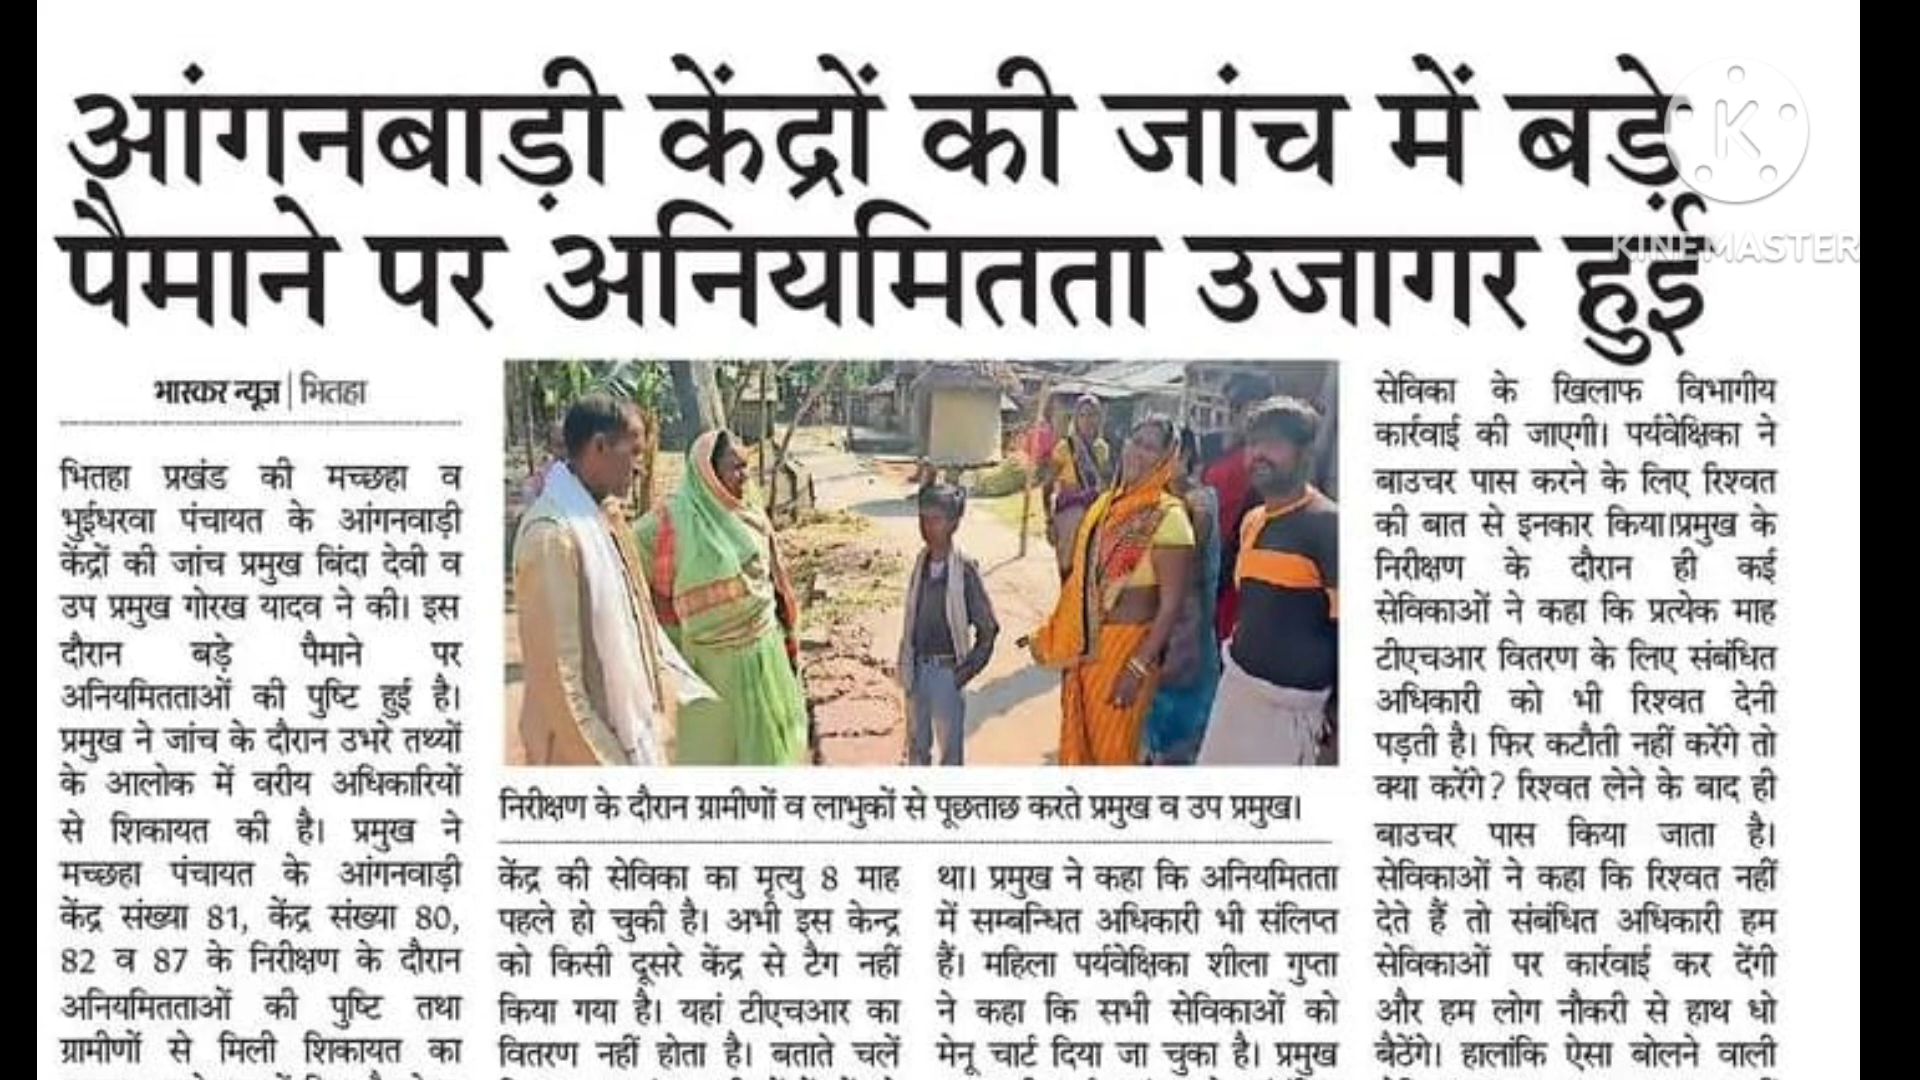 आंगनबाड़ी केंद्रों की जांच में बड़े
पैमाने पर अनियमितता उजागर हुई
KINEMASTER
भास्कर न्यूज | भितहा
भितहा प्रखंड की मच्छहा व
भुईधरवा पंचायत के आंगनवाड़ी
केंद्रों की जांच प्रमुख बिंदा देवी व
उप प्रमुख गोरख यादव ने की। इस
दौरान बड़े पैमाने पर
अनियमितताओं की पुष्टि हुई है।
प्रमुख ने जांच के दौरान उभरे तथ्यों
के आलोक में वरीय अधिकारियों
से शिकायत की है। प्रमुख ने
मच्छहा पंचायत के आंगनवाड़ी
केंद्र संख्या 81, केंद्र संख्या 80,
82 व 87 के निरीक्षण के दौरान
अनियमितताओं की पुष्टि तथा
ग्रामीणों से मिली शिकायत का
निरीक्षण के दौरान ग्रामीणों व लाभुकों से पूछताछ करते प्रमुख व उप प्रमुख।
केंद्र की सेविका का मृत्यु 8 माह
पहले हो चुकी है। अभी इस केन्द्र
को किसी दूसरे केंद्र से टैग नहीं
किया गया है। यहां टीएचआर का
वितरण नहीं होता है। बताते चलें
था। प्रमुख ने कहा कि अनियमितता
में सम्बन्धित अधिकारी भी संलिप्त
हैं। महिला पर्यवेक्षिका शीला गुप्ता
ने कहा कि सभी सेविकाओं को
मेनू चार्ट दिया जा चुका है। प्रमुख
सेविका के खिलाफ विभागीय
कार्रवाई की जाएगी। पर्यवेक्षिका ने
बाउचर पास करने के लिए रिश्वत
की बात से इनकार किया।प्रमुख के
निरीक्षण के दौरान ही कई
सेविकाओं ने कहा कि प्रत्येक माह
टीएचआर वितरण के लिए संबंधित
अधिकारी को भी रिश्वत देनी
पड़ती है। फिर कटौती नहीं करेंगे तो
क्या करेंगे? रिश्वत लेने के बाद ही
बाउचर पास किया जाता है।
सेविकाओं ने कहा कि रिश्वत नहीं
देते हैं तो संबंधित अधिकारी हम
सेविकाओं पर कार्रवाई कर देंगी
और हम लोग नौकरी से हाथ धो
बैठेंगे। हालांकि ऐसा बोलने वाली